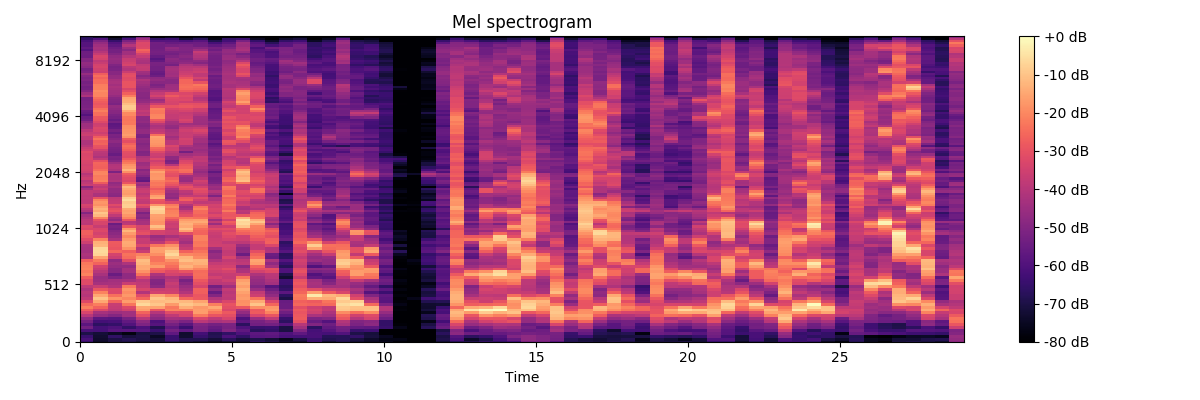 Mel spectrogram
8192
4096
2048
1024
512
0
Hz
0 5 10 15 20 25
Time
+0 dB
-10 dB
-20 dB
-30 dB
-40 dB
-50 dB
-60 dB
-70 dB
-80 dB